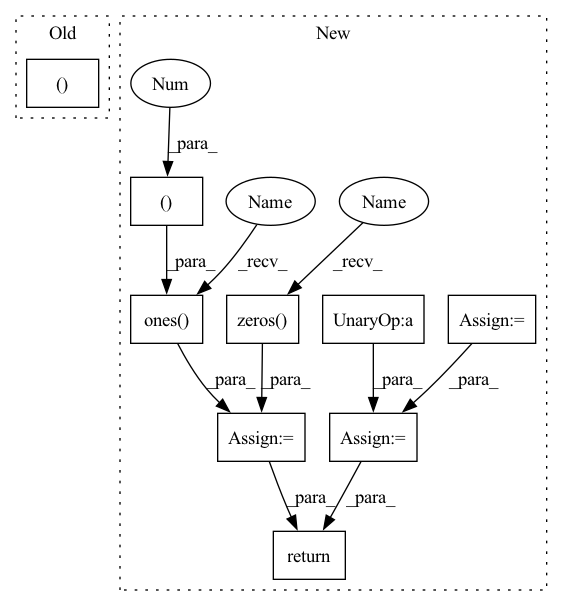 Old
New
()
Num
_para_
()
Name
Name
_para_
_recv_
_recv_
ones()
zeros()
UnaryOp:a
Assign:=
_para_
_para_
_para_
_para_
Assign:=
Assign:=
_para_
_para_
return